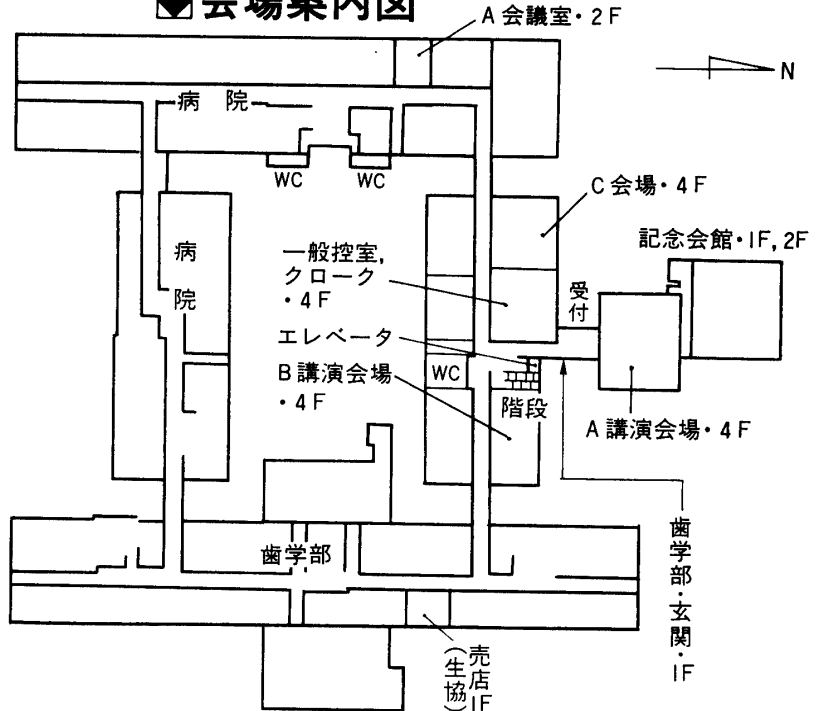 会場案内図
A会議室・2F
N
病 院
WC
WC
C会場・4F
記念会館・1F, 2F
病
院
一般控室,
クローク
・4F
受付
エレベータ
B講演会場
・4F
WC
階段
A講演会場・4F
歯学部
歯学部・玄関・1F
売店1F
(生協)